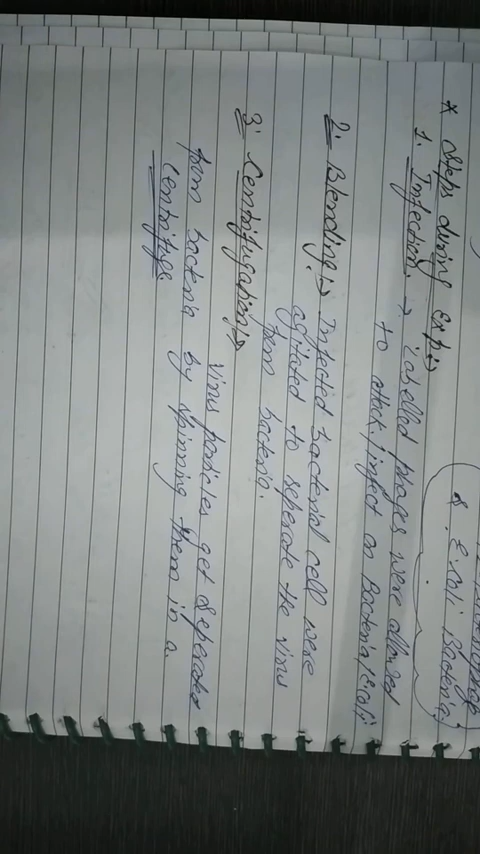 & E. coli Bacteria
* Steps during exp :→
1. Infection. → Labelled phages were allowed
to attack/infect on Bacteria/E.coli
2. Blending :→ Infected bacterial cell were
agitated to seperate the virus
from bacteria.
3. Centrifugation :→
Virus particles get seperated
from bacteria by spinning them in a
centrifuge